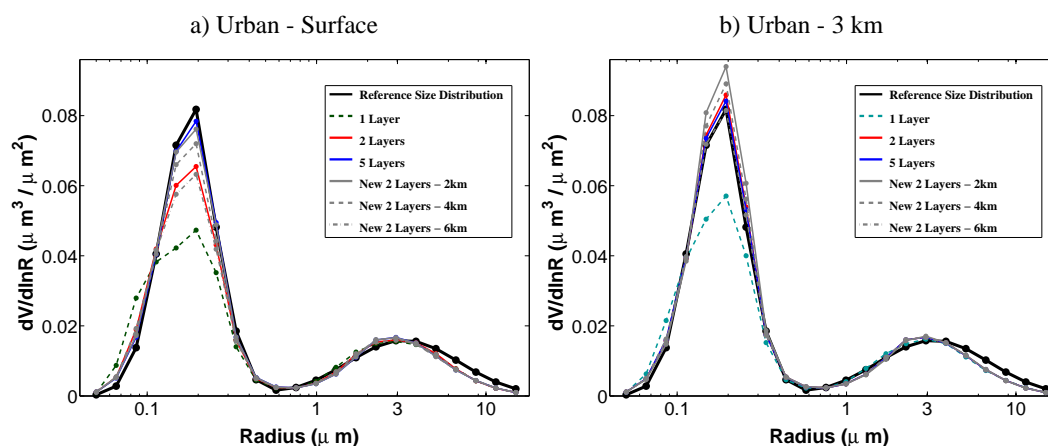 a) Urban - Surface
0.08
0.06
0.04
0.02
0
dV/dlnR (μ m³ / μ m²)
0.1
1
3
10
Radius (μ m)
Reference Size Distribution
1 Layer
2 Layers
5 Layers
New 2 Layers – 2km
New 2 Layers – 4km
New 2 Layers – 6km
b) Urban - 3 km
0.08
0.06
0.04
0.02
0
dV/dlnR (μ m³ / μ m²)
0.1
1
3
10
Radius (μ m)
Reference Size Distribution
1 Layer
2 Layers
5 Layers
New 2 Layers – 2km
New 2 Layers – 4km
New 2 Layers – 6km